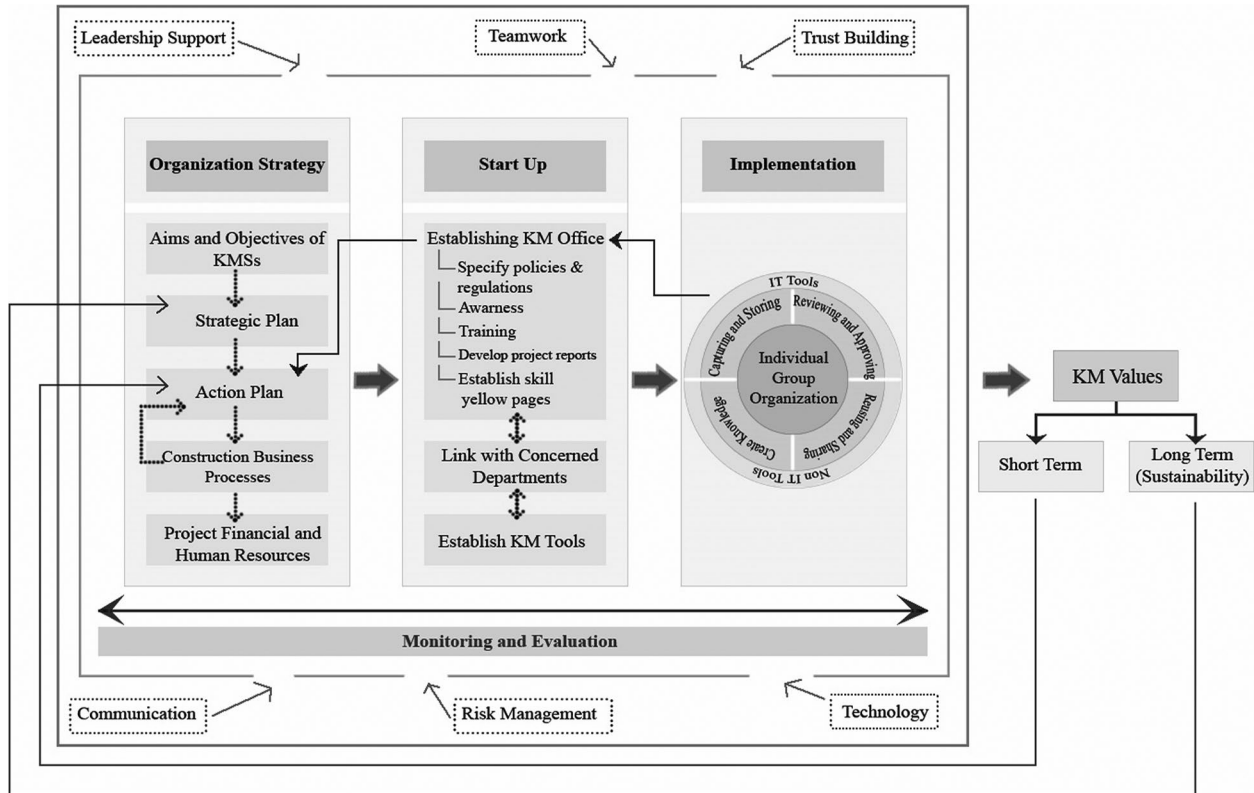 Leadership Support
Teamwork
Trust Building
Organization Strategy
Aims and Objectives of
KMSs
Strategic Plan
Action Plan
Construction Business
Processes
Project Financial and
Human Resources
Start Up
Establishing KM Office
Specify policies &
regulations
Awarness
Training
Develop project reports
Establish skill
yellow pages
Link with Concerned
Departments
Establish KM Tools
Implementation
IT Tools
Capturing and Storing
Reviewing and Approving
Individual
Group
Organization
Create Knowledge
Reusing and Sharing
Non IT Tools
KM Values
Short Term
Long Term
(Sustainability)
Monitoring and Evaluation
Communication
Risk Management
Technology